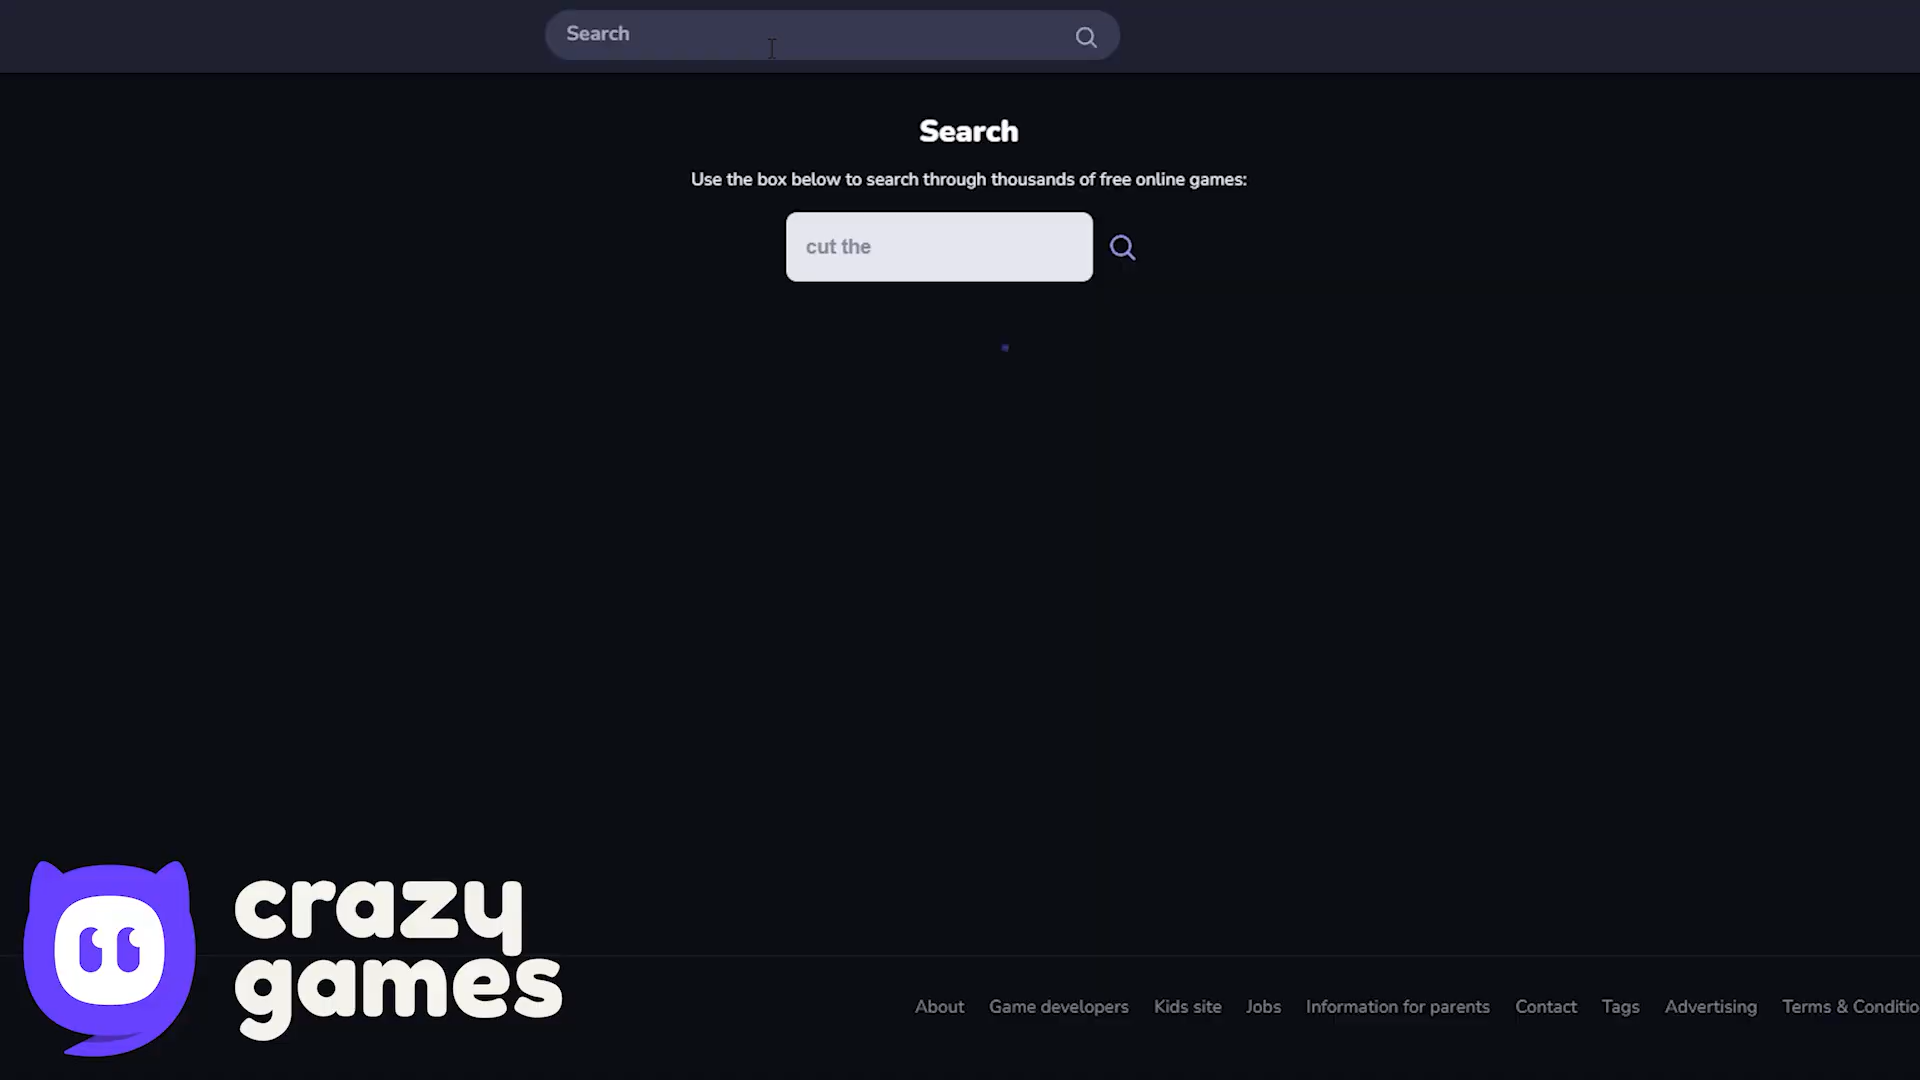 Search
Search
Use the box below to search through thousands of free online games:
cut the
crazy
games
About Game developers Kids site Jobs Information for parents Contact Tags Advertising Terms & Conditio